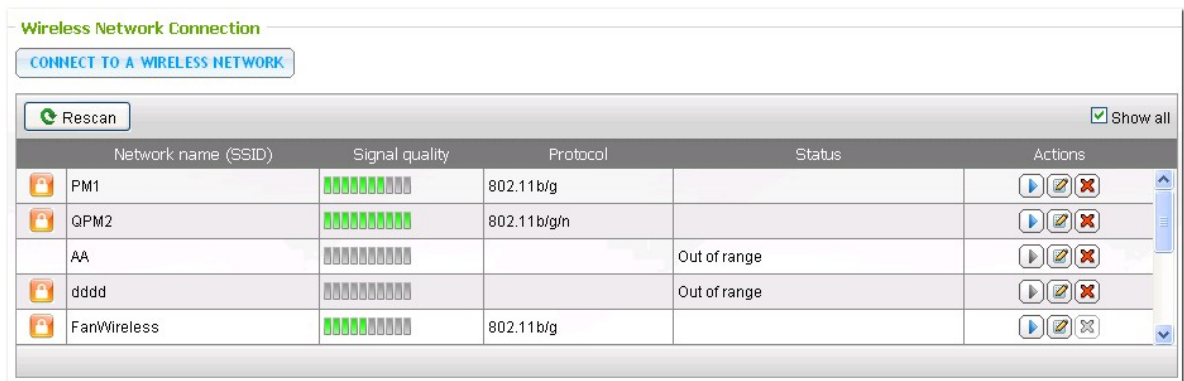 Wireless Network Connection
CONNECT TO A WIRELESS NETWORK
Rescan Show all
Network name (SSID) Signal quality Protocol Status Actions
PM1 802.11b/g
QPM2 802.11b/g/n
AA Out of range
dddd Out of range
FanWireless 802.11b/g